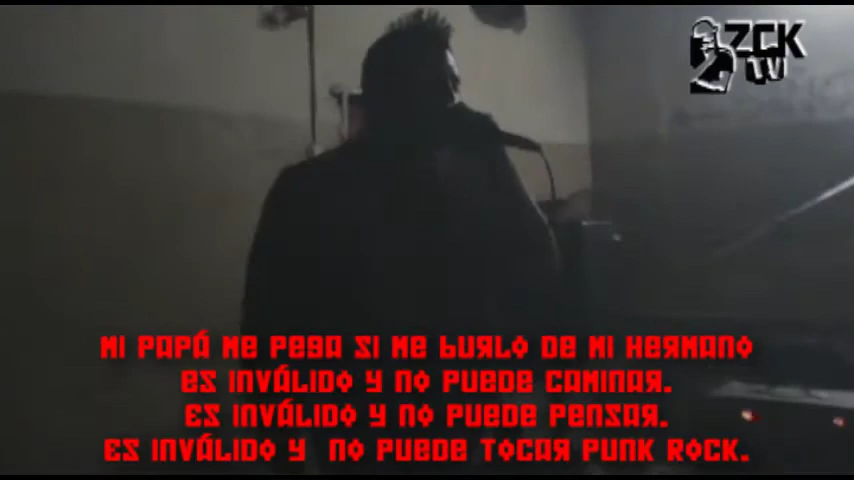 ZCK
TV
MI PAPÁ ME PEGA SI ME BURLO DE MI HERMANO
ES INVÁLIDO Y NO PUEDE CAMINAR.
ES INVÁLIDO Y NO PUEDE PENSAR.
ES INVÁLIDO Y NO PUEDE TOCAR PUNK ROCK.